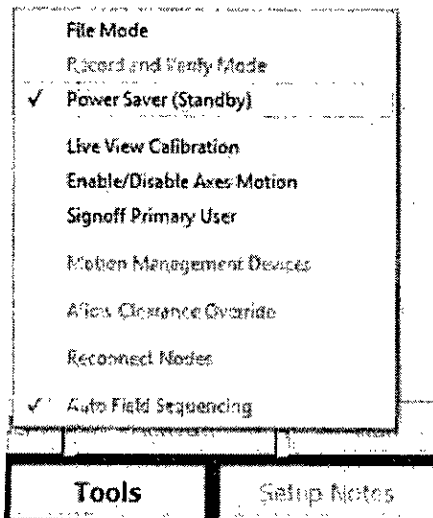 File Mode
Record and Verify Mode
✓ Power Saver (Standby)
Live View Calibration
Enable/Disable Axes Motion
Signoff Primary User
Motion Management Devices
Allow Clearance Override
Reconnect Nodes
✓ Auto Field Sequencing
Tools
Setup Notes